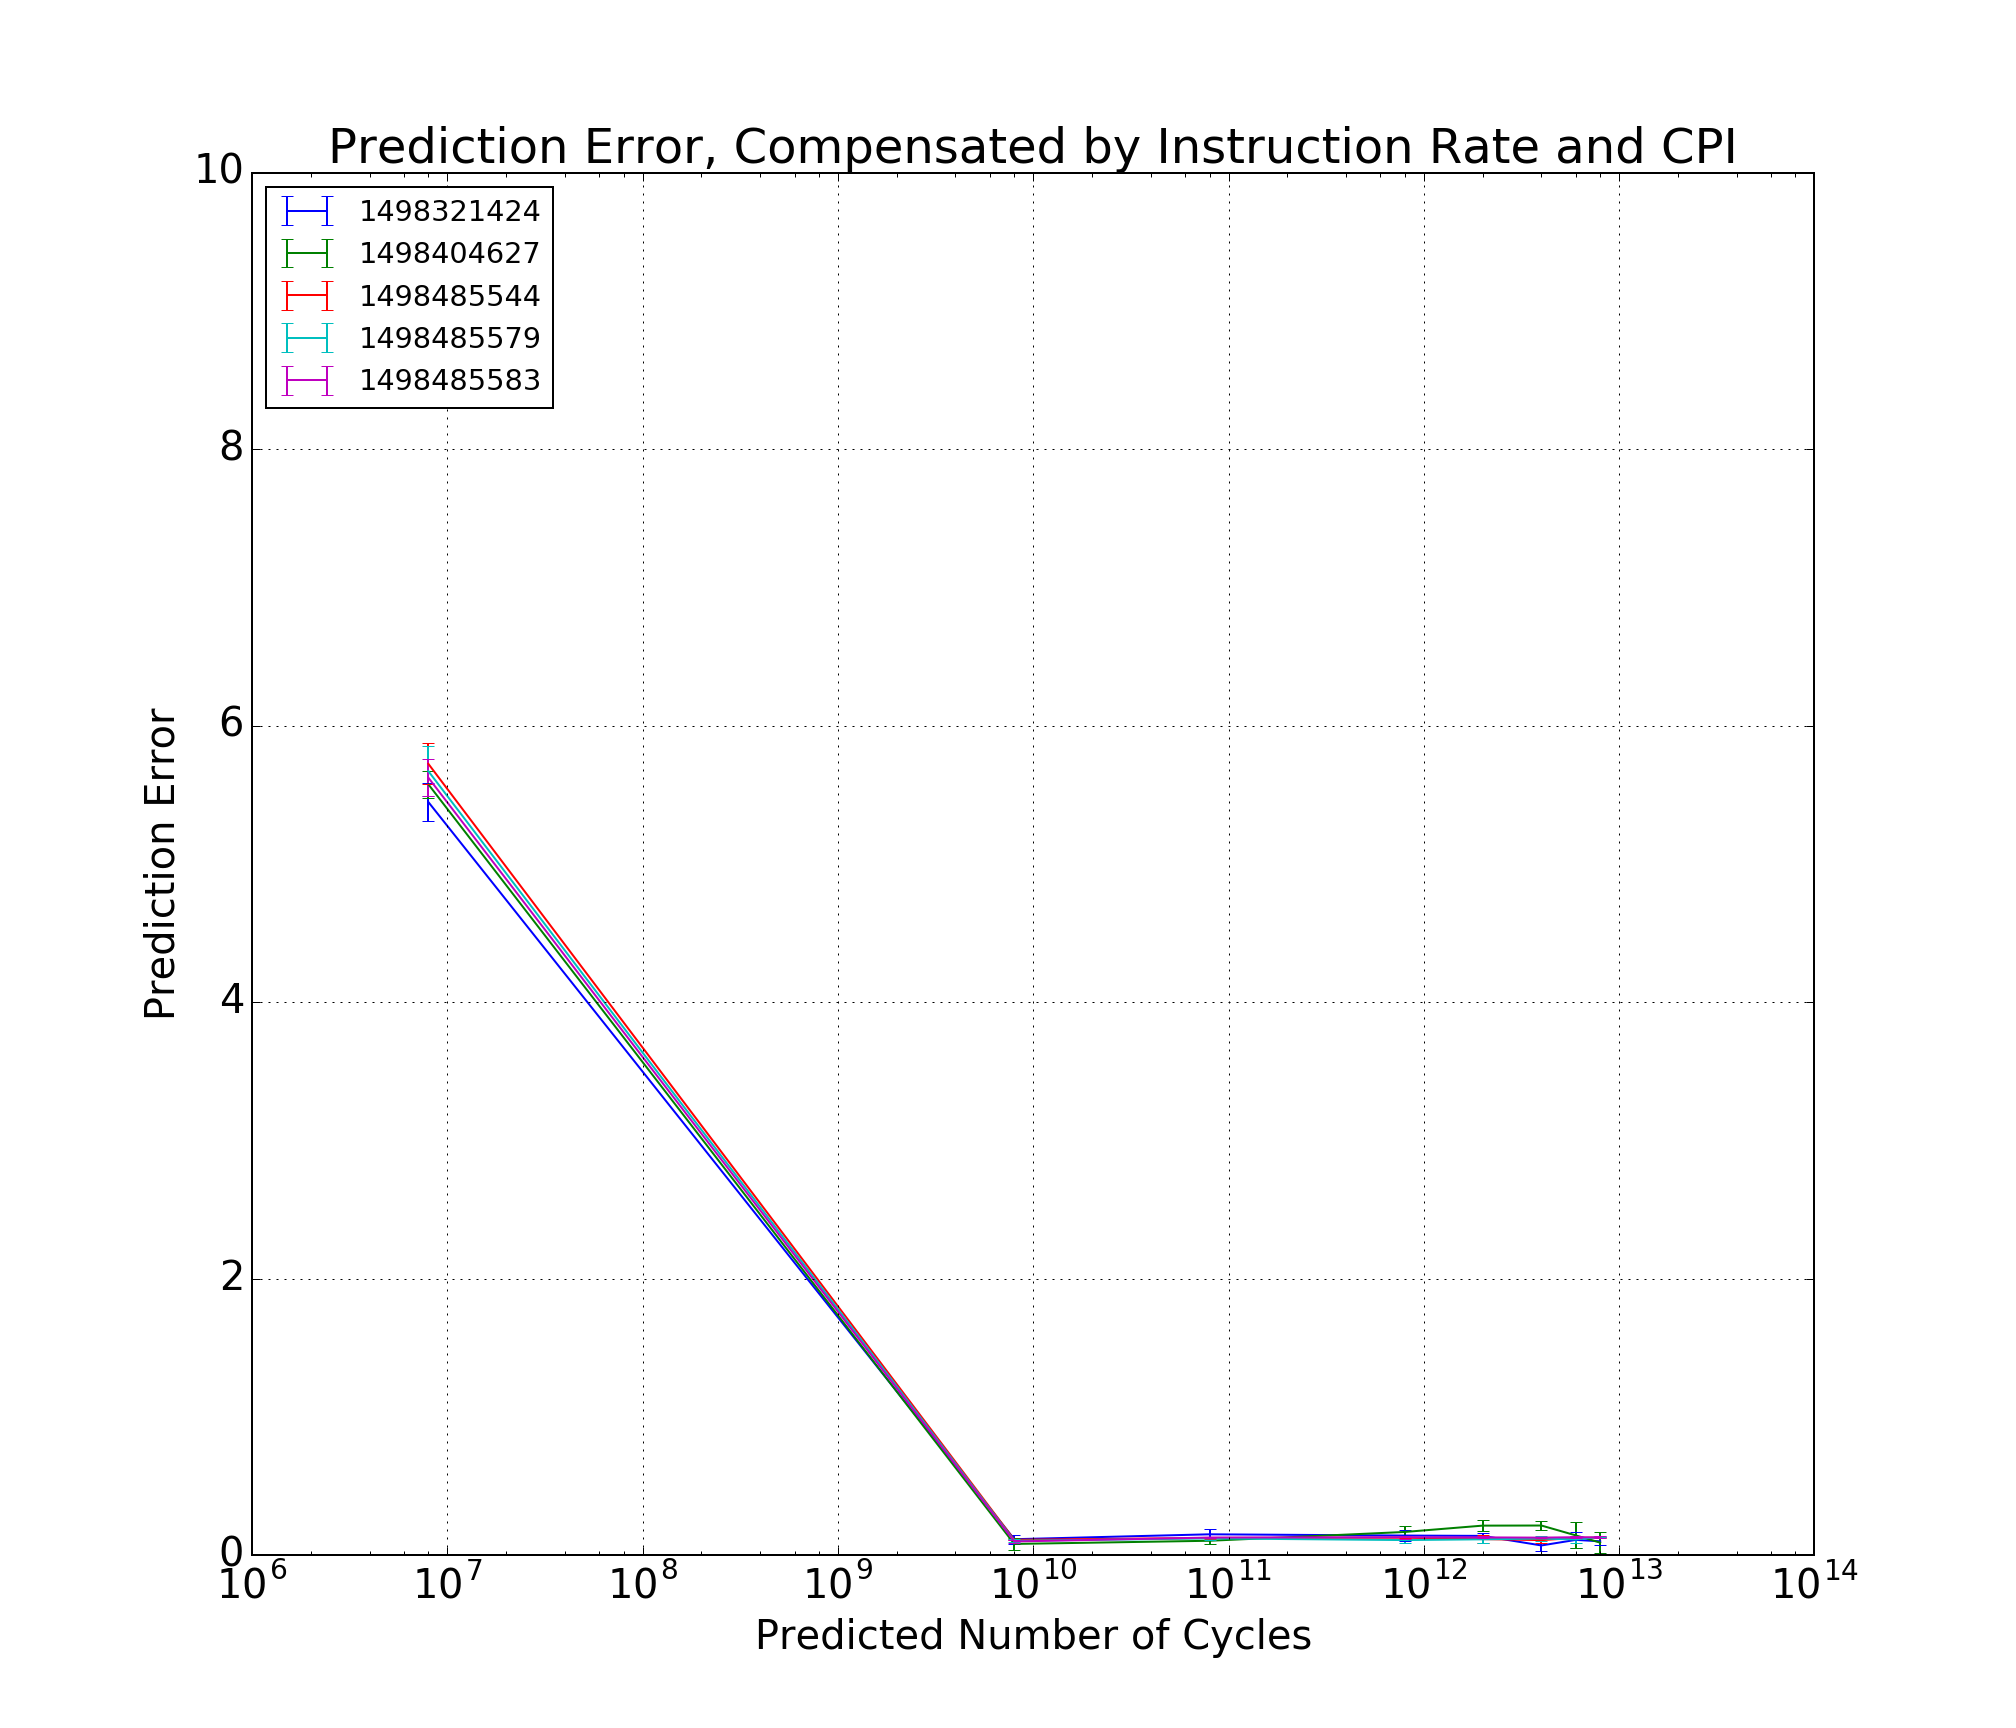 Prediction Error, Compensated by Instruction Rate and CPI
1498321424
1498404627
1498485544
1498485579
1498485583
10
8
6
4
2
0
Prediction Error
10^6 10^7 10^8 10^9 10^10 10^11 10^12 10^13 10^14
Predicted Number of Cycles